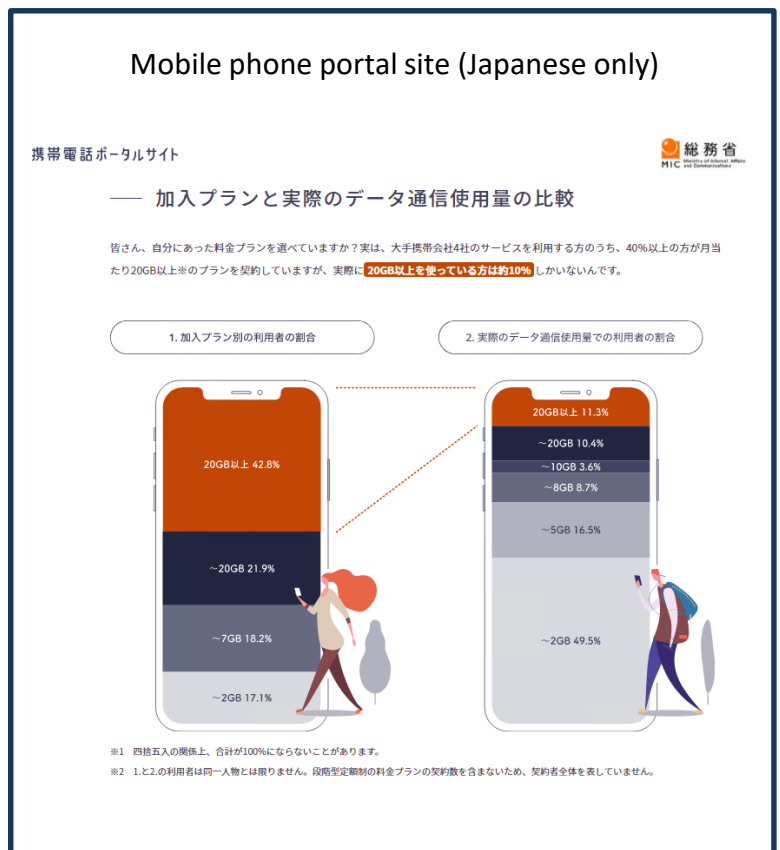 Mobile phone portal site (Japanese only)
携帯電話ポータルサイト
総務省
MIC Ministry of Internal Affairs and Communications
加入プランと実際のデータ通信使用量の比較
皆さん、自分にあった料金プランを選べていますか？実は、大手携帯会社4社のサービスを利用する方のうち、40%以上の方が月当
たり20GB以上※のプランを契約していますが、実際に20GB以上を使っている方は約10%しかいないんです。
1. 加入プラン別の利用者の割合
20GB以上 42.8%
～20GB 21.9%
～7GB 18.2%
～2GB 17.1%
2. 実際のデータ通信使用量での利用者の割合
20GB以上 11.3%
～20GB 10.4%
～10GB 3.6%
～8GB 8.7%
～5GB 16.5%
～2GB 49.5%
※1 四捨五入の関係上、合計が100%にならないことがあります。
※2 1.と2.の利用者は同一人物とは限りません。段階型定額制の料金プランの契約数を含まないため、契約者全体を表していません。